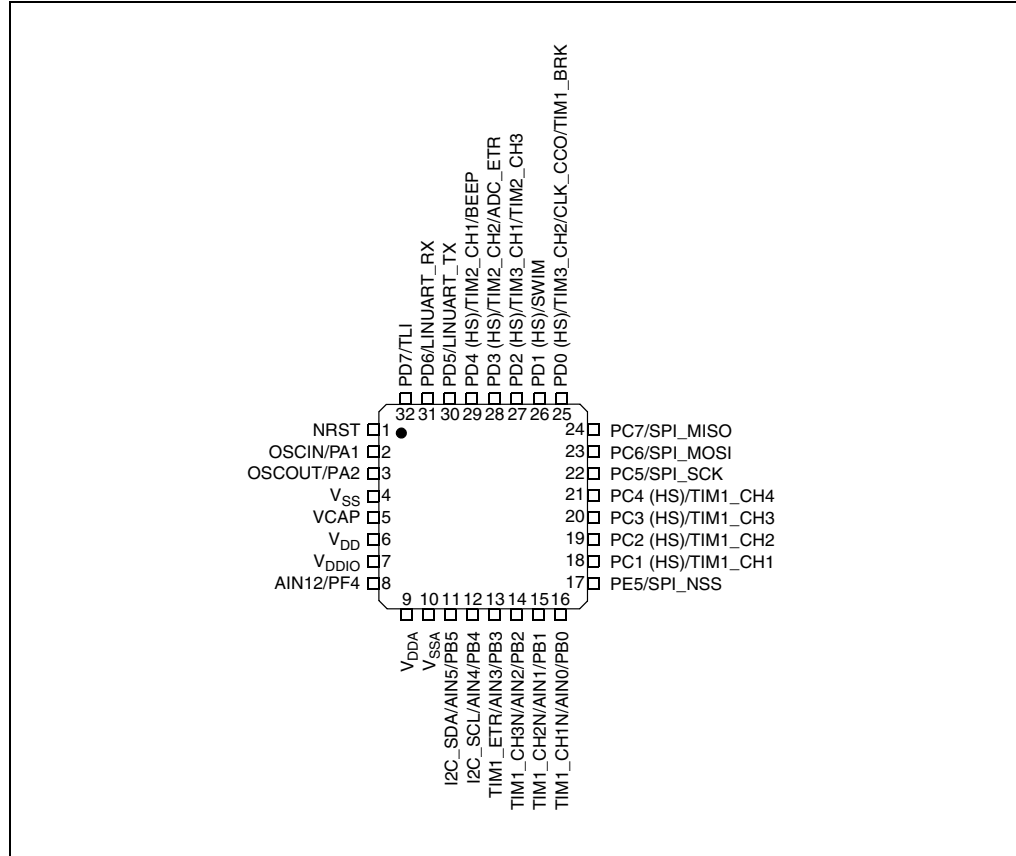 PD7/TLI
PD6/LINUART_RX
PD5/LINUART_TX
PD4 (HS)/TIM2_CH1/BEEP
PD3 (HS)/TIM2_CH2/ADC_ETR
PD2 (HS)/TIM3_CH1/TIM2_CH3
PD1 (HS)/SWIM
PD0 (HS)/TIM3_CH2/CLK_CCO/TIM1_BRK
32 31 30 29 28 27 26 25
NRST 1
OSCIN/PA1 2
OSCOUT/PA2 3
VSS 4
VCAP 5
VDD 6
VDDIO 7
AIN12/PF4 8
24 PC7/SPI_MISO
23 PC6/SPI_MOSI
22 PC5/SPI_SCK
21 PC4 (HS)/TIM1_CH4
20 PC3 (HS)/TIM1_CH3
19 PC2 (HS)/TIM1_CH2
18 PC1 (HS)/TIM1_CH1
17 PE5/SPI_NSS
9 10 11 12 13 14 15 16
VDDA
VSSA
I2C_SDA/AIN5/PB5
I2C_SCL/AIN4/PB4
TIM1_ETR/AIN3/PB3
TIM1_CH3N/AIN2/PB2
TIM1_CH2N/AIN1/PB1
TIM1_CH1N/AIN0/PB0